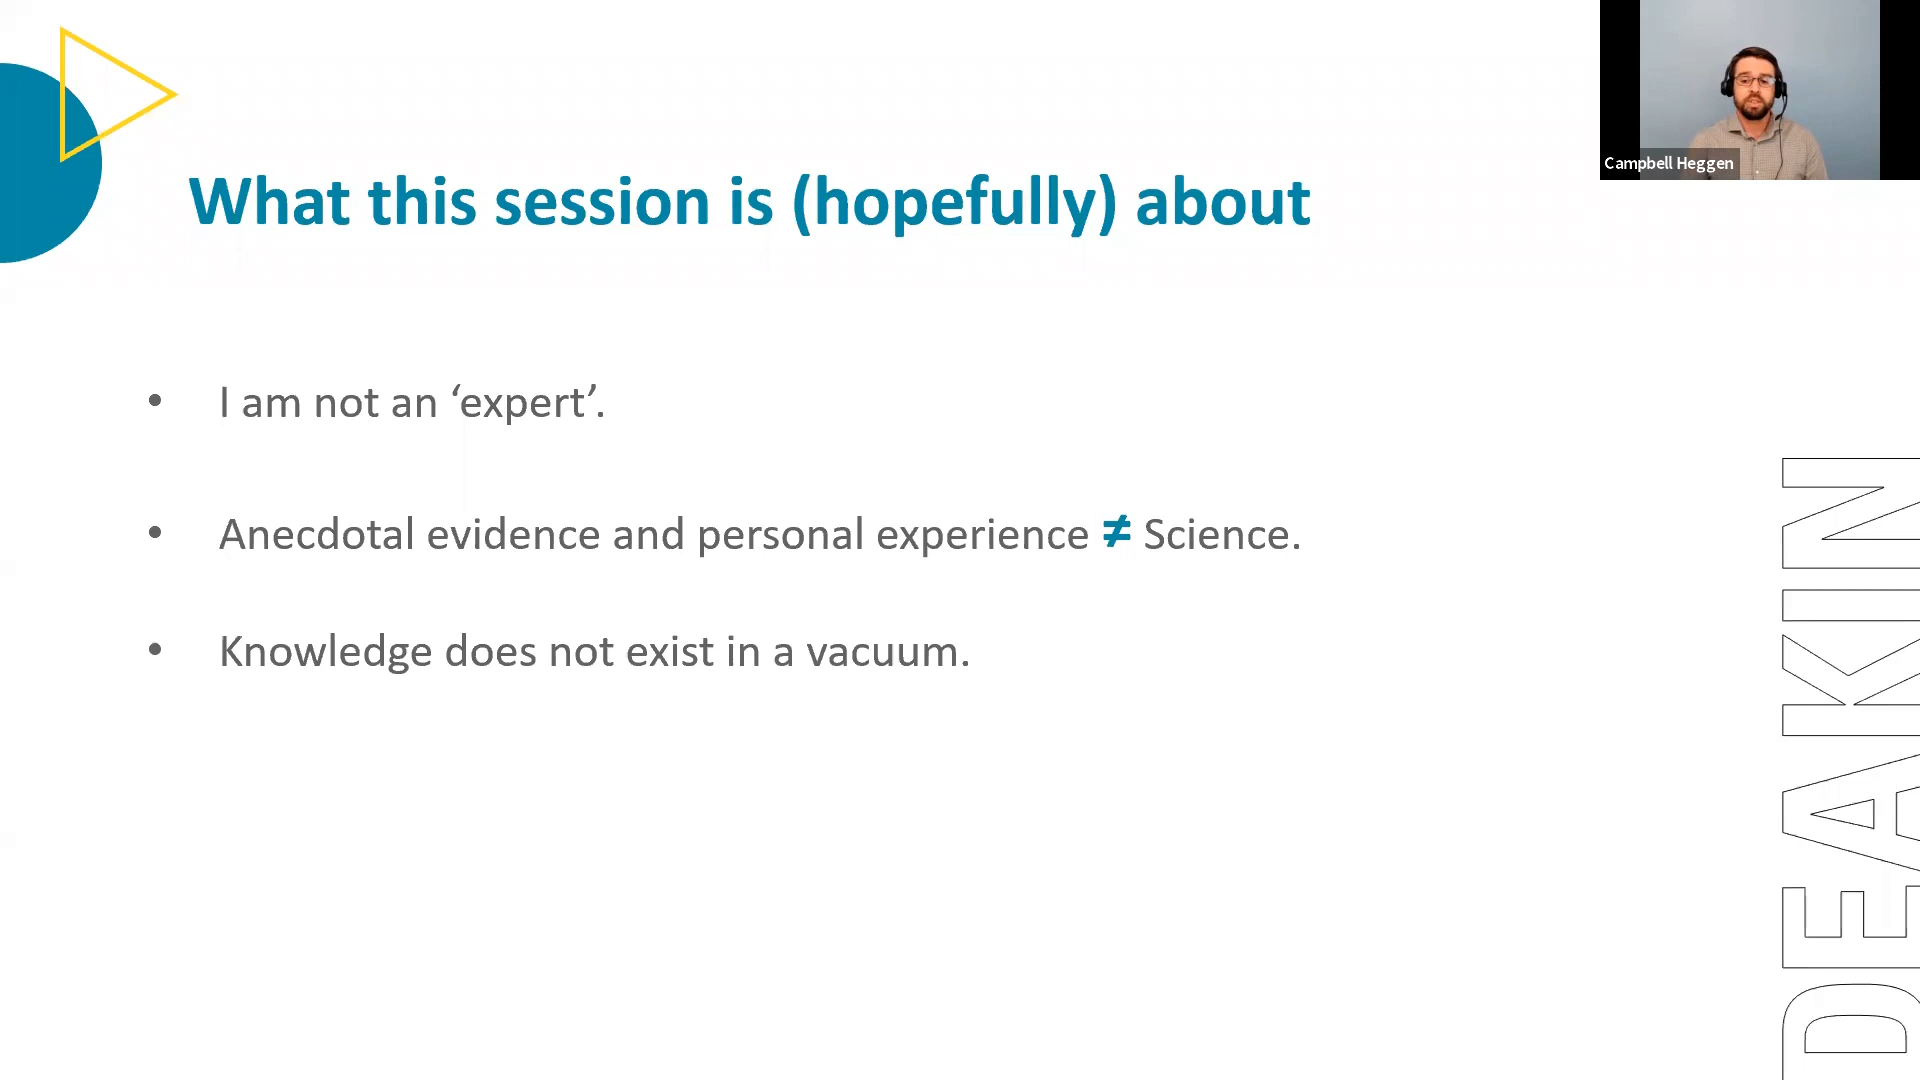 Campbell Heggen
What this session is (hopefully) about
• I am not an ‘expert’.
• Anecdotal evidence and personal experience ≠ Science.
• Knowledge does not exist in a vacuum.
DEAKIN